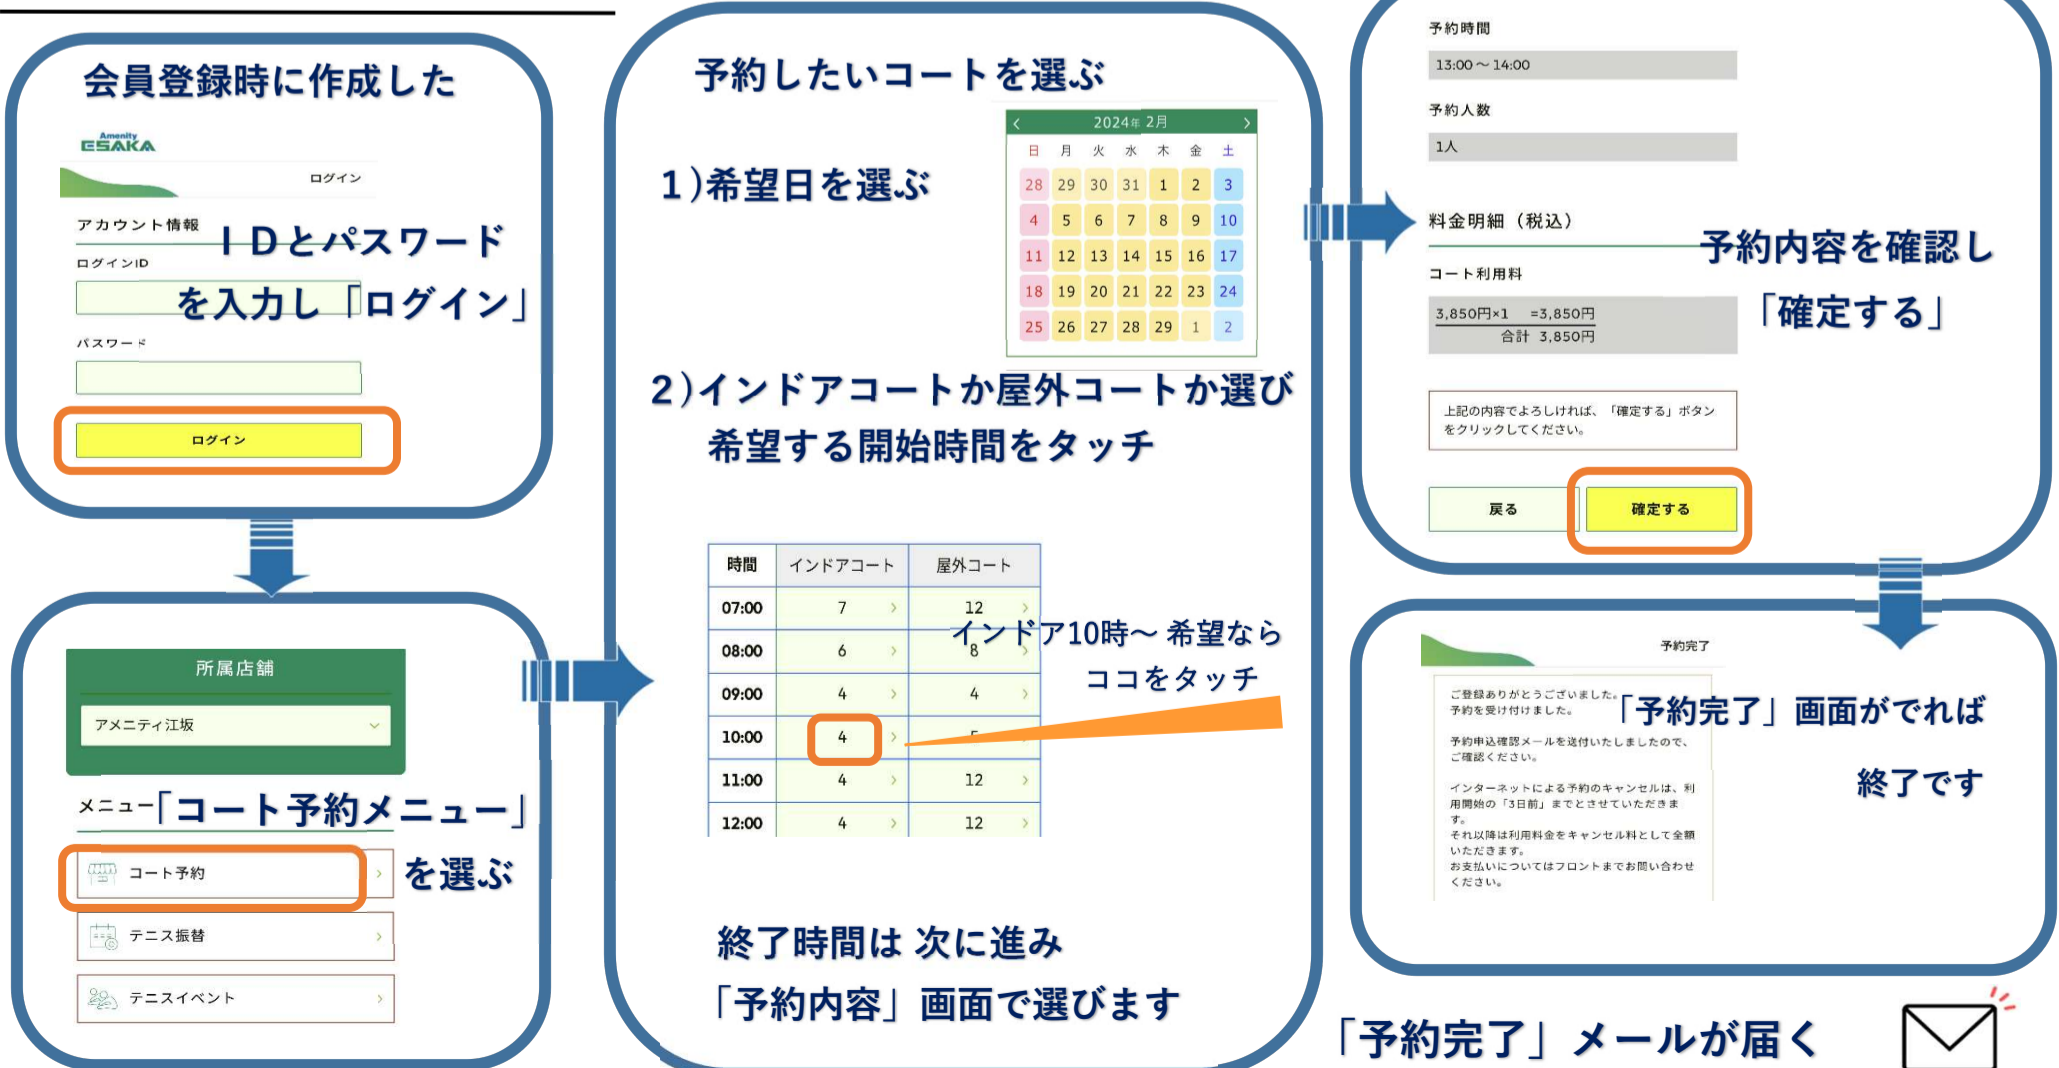 会員登録時に作成した
Amenity
ESAKA
ログイン
アカウント情報
IDとパスワード
ログインID
を入力し「ログイン」
パスワード
ログイン
所属店舗
アメニティ江坂
メニュー
「コート予約メニュー」
コート予約
を選ぶ
テニス振替
テニスイベント
予約したいコートを選ぶ
1)希望日を選ぶ
2024年 2月
日 月 火 水 木 金 土
28 29 30 31 1 2 3
4 5 6 7 8 9 10
11 12 13 14 15 16 17
18 19 20 21 22 23 24
25 26 27 28 29 1 2
2)インドアコートか屋外コートか選び
希望する開始時間をタッチ
時間 インドアコート 屋外コート
07:00 7 12
インドア10時～ 希望なら
08:00 6 8
ココをタッチ
09:00 4 4
10:00 4
11:00 4 12
12:00 4 12
終了時間は 次に進み
「予約内容」画面で選びます
予約時間
13:00～14:00
予約人数
1人
料金明細（税込）
予約内容を確認し
コート利用料
「確定する」
3,850円×1 =3,850円
合計 3,850円
上記の内容でよろしければ、「確定する」ボタン
をクリックしてください。
戻る
確定する
予約完了
ご登録ありがとうございました。
予約を受け付けました。
「予約完了」画面がでれば
予約申込確認メールを送付いたしましたので、
ご確認ください。
終了です
インターネットによる予約のキャンセルは、利
用開始の「3日前」までとさせていただきま
す。
それ以降は利用料金をキャンセル料として全額
いただきます。
お支払いについてはフロントまでお問い合わせ
ください。
「予約完了」メールが届く